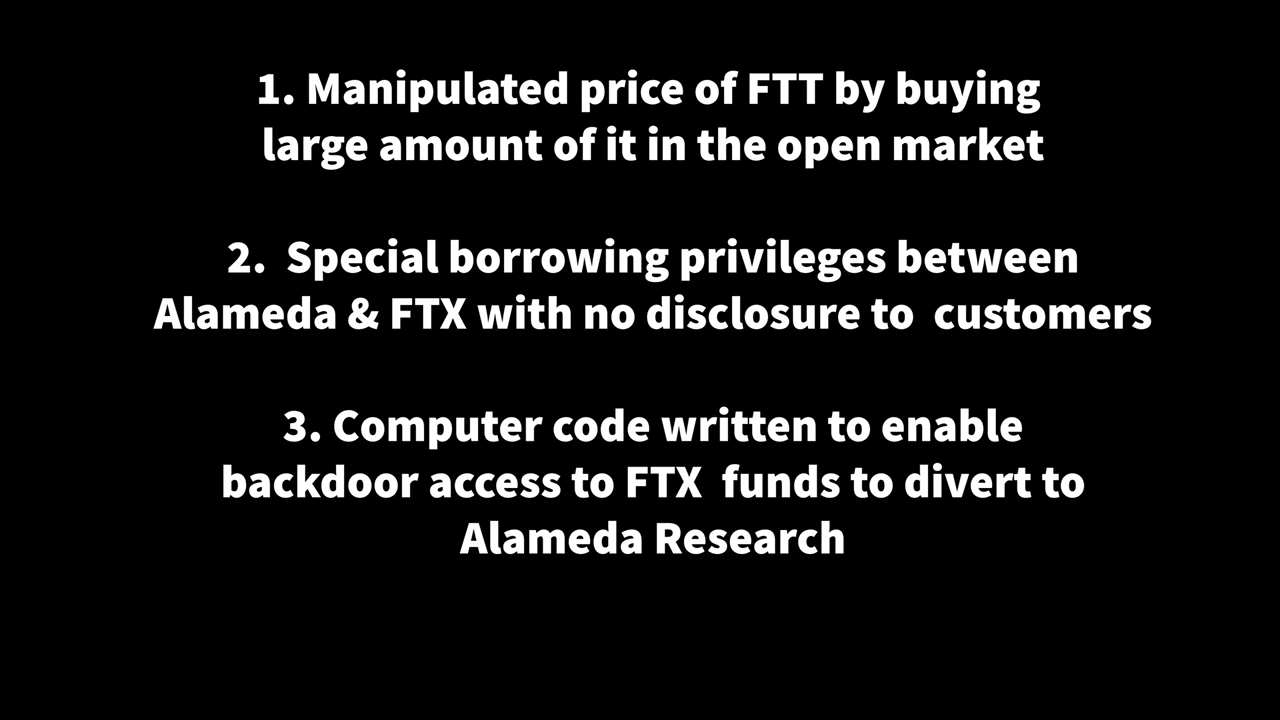 1. Manipulated price of FTT by buying
large amount of it in the open market
2.  Special borrowing privileges between
Alameda & FTX with no disclosure to  customers
3. Computer code written to enable
backdoor access to FTX  funds to divert to
Alameda Research